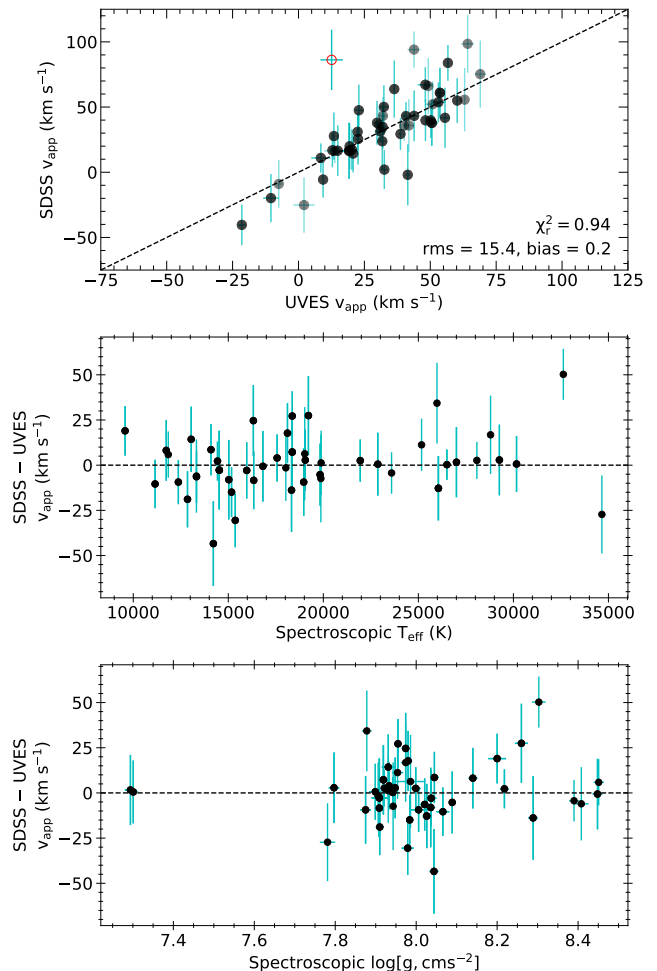 100
50
0
−50
SDSS v_app (km s⁻¹)
χ²_r = 0.94
rms = 15.4, bias = 0.2
−75 −50 −25 0 25 50 75 100 125
UVES v_app (km s⁻¹)
50
25
0
−25
−50
SDSS − UVES
v_app (km s⁻¹)
10000 15000 20000 25000 30000 35000
Spectroscopic T_eff (K)
50
25
0
−25
−50
SDSS − UVES
v_app (km s⁻¹)
7.4 7.6 7.8 8.0 8.2 8.4
Spectroscopic log[g, cms⁻²]